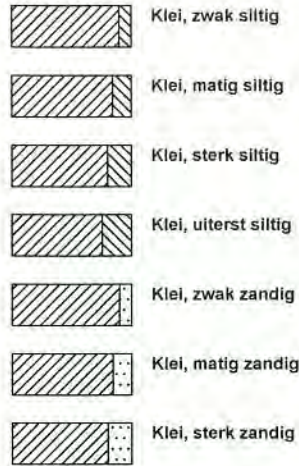 Klei, zwak siltig
Klei, matig siltig
Klei, sterk siltig
Klei, uiterst siltig
Klei, zwak zandig
Klei, matig zandig
Klei, sterk zandig